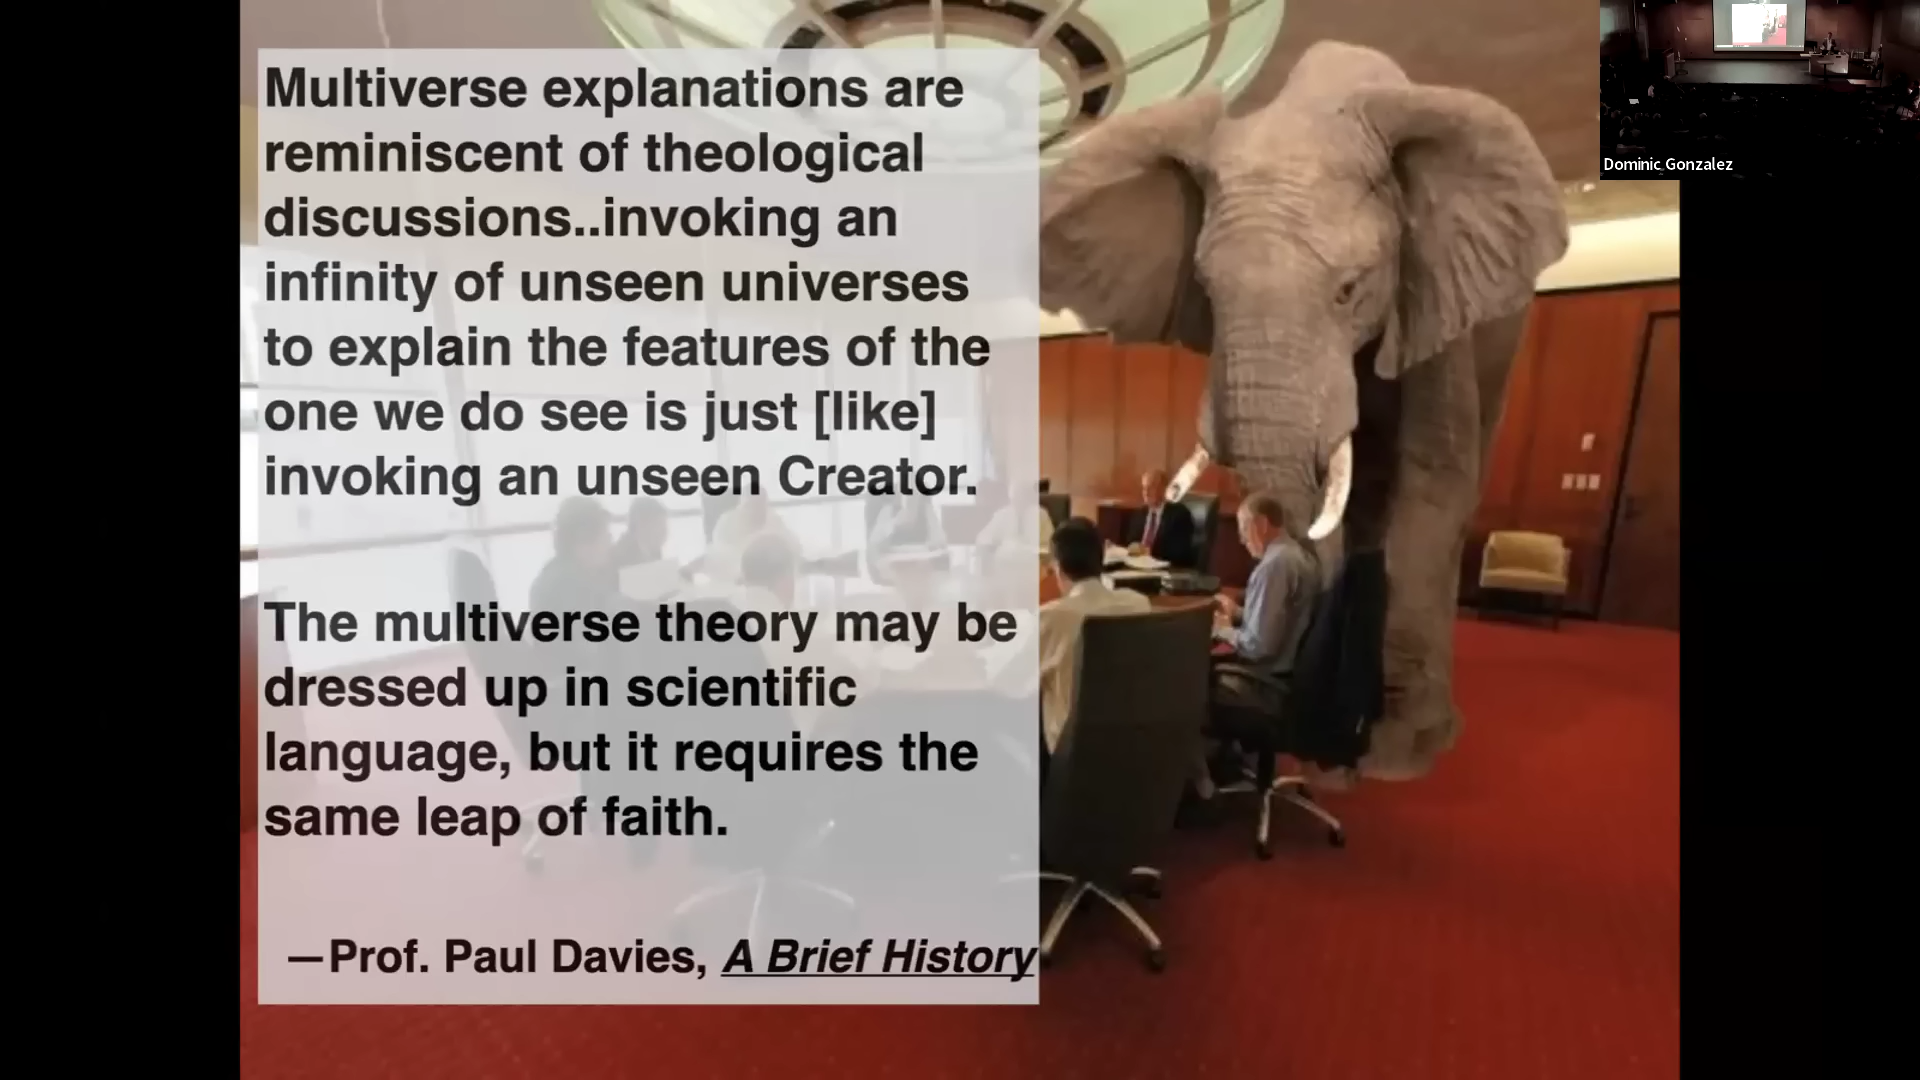 Multiverse explanations are
reminiscent of theological
discussions..invoking an
infinity of unseen universes
to explain the features of the
one we do see is just [like]
invoking an unseen Creator.
The multiverse theory may be
dressed up in scientific
language, but it requires the
same leap of faith.
—Prof. Paul Davies, A Brief History
Dominic Gonzalez